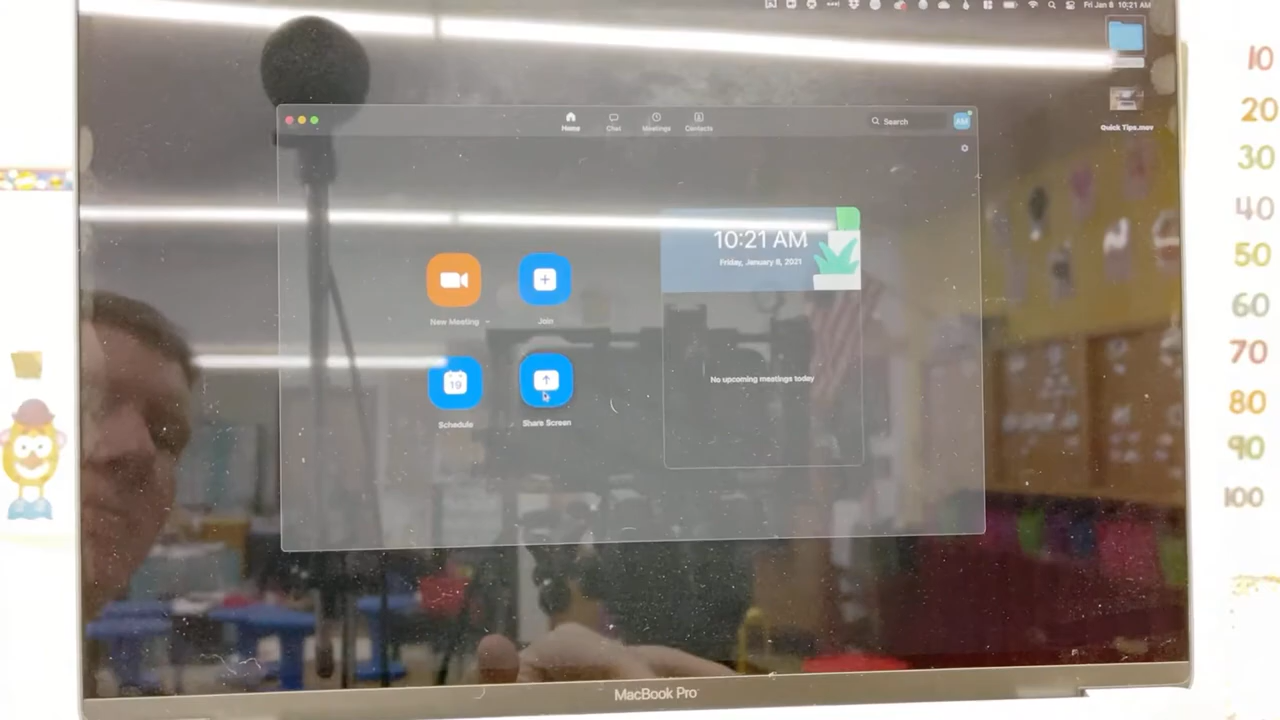 Fri Jan 8 10:21 AM
Quick Tips.mov
Home
Chat
Meetings
Contacts
Search
AM
10:21 AM
Friday, January 8, 2021
New Meeting
Join
19
Schedule
Share Screen
No upcoming meetings today
MacBook Pro
10
20
30
40
50
60
70
80
90
100